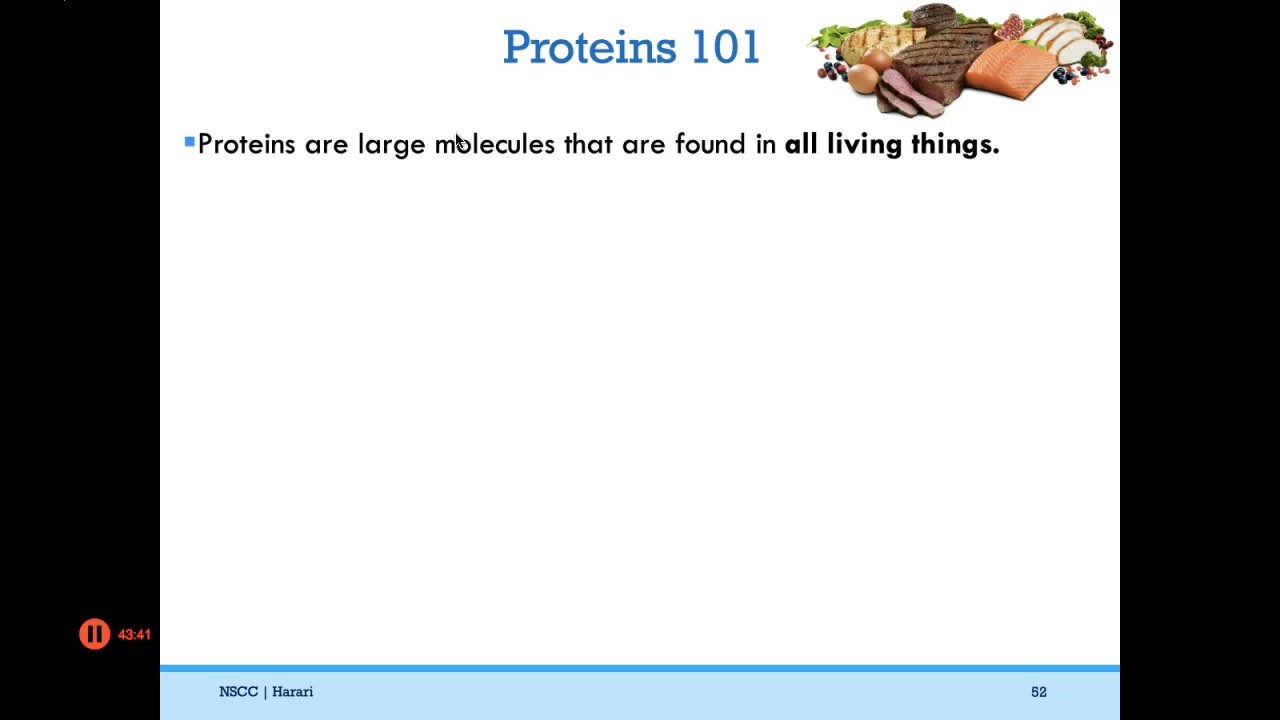 Proteins 101
Proteins are large molecules that are found in all living things.
43:41
NSCC | Harari
52